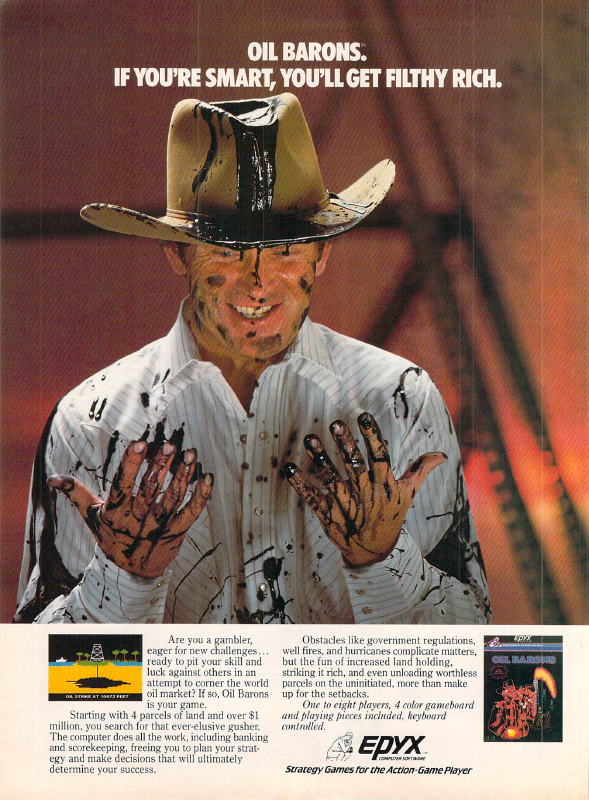 OIL BARONS.™
IF YOU'RE SMART, YOU'LL GET FILTHY RICH.
OIL STRIKE AT 10673 FEET
Are you a gambler,
eager for new challenges...
ready to pit your skill and
luck against others in an
attempt to corner the world
oil market? If so, Oil Barons
is your game.
Starting with 4 parcels of land and over $1
million, you search for that ever-elusive gusher.
The computer does all the work, including banking
and scorekeeping, freeing you to plan your strat-
egy and make decisions that will ultimately
determine your success.
Obstacles like government regulations,
well fires, and hurricanes complicate matters,
but the fun of increased land holding,
striking it rich, and even unloading worthless
parcels on the uninitiated, more than make
up for the setbacks.
One to eight players, 4 color gameboard
and playing pieces included, keyboard
controlled.
EPYX
COMPUTER SOFTWARE
Strategy Games for the Action-Game Player
EPYX
OIL BARONS